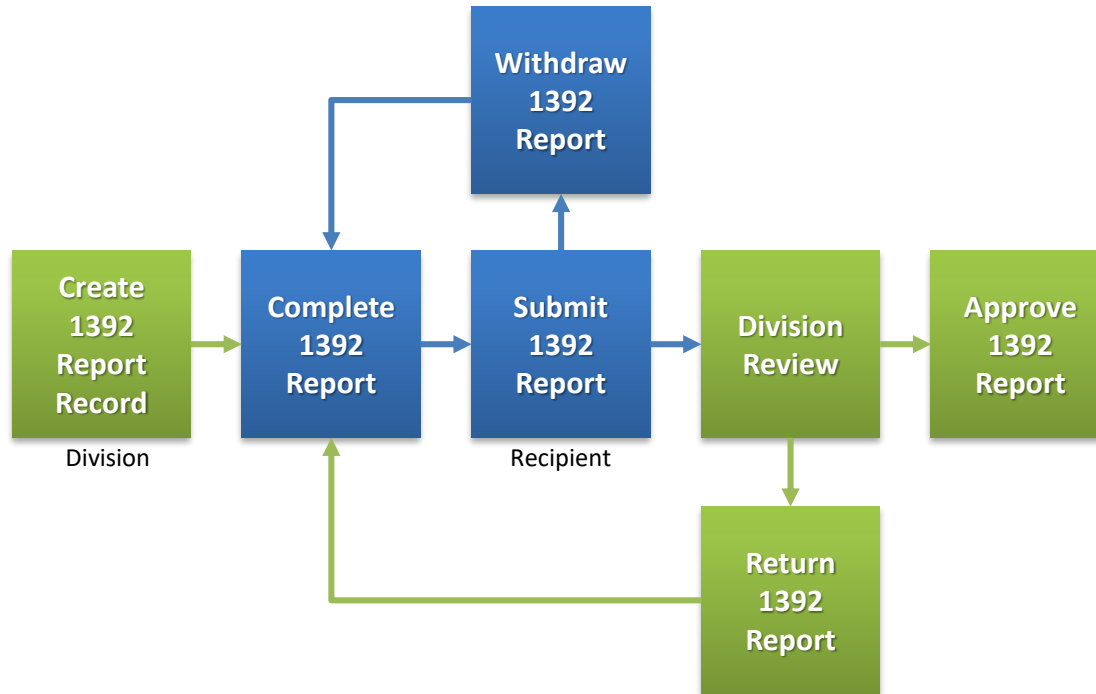 Withdraw
1392
Report
Create
1392
Report
Record
Division
Complete
1392
Report
Submit
1392
Report
Recipient
Division
Review
Approve
1392
Report
Return
1392
Report